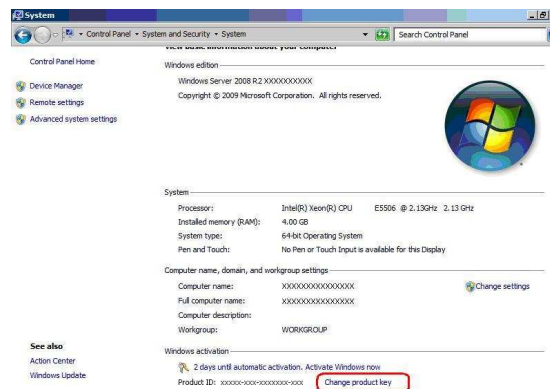 System
Control Panel System and Security System
Search Control Panel
View basic information about your computer
Control Panel Home
Device Manager
Remote settings
Advanced system settings
Windows edition
Windows Server 2008 R2 XXXXXXXXXX
Copyright © 2009 Microsoft Corporation. All rights reserved.
System
Processor: Intel(R) Xeon(R) CPU E5506 @ 2.13GHz 2.13 GHz
Installed memory (RAM): 4.00 GB
System type: 64-bit Operating System
Pen and Touch: No Pen or Touch Input is available for this Display
Computer name, domain, and workgroup settings
Computer name: XXXXXXXXXXXXXXX
Change settings
Full computer name: XXXXXXXXXXXXXXX
Computer description:
Workgroup: WORKGROUP
See also
Action Center
Windows Update
Windows activation
2 days until automatic activation. Activate Windows now
Product ID: xxxxx-xxx-xxxxxxx-xxx Change product key